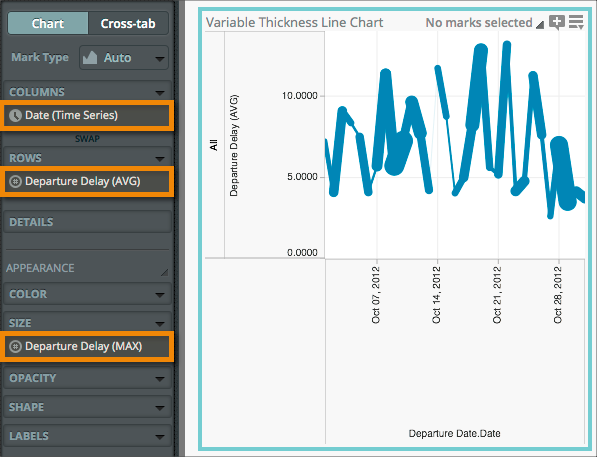 Chart
Cross-tab
Mark Type
Auto
COLUMNS
Date (Time Series)
SWAP
ROWS
Departure Delay (AVG)
DETAILS
APPEARANCE
COLOR
SIZE
Departure Delay (MAX)
OPACITY
SHAPE
LABELS
Variable Thickness Line Chart
No marks selected
All
Departure Delay (AVG)
10.0000
5.0000
0.0000
Oct 07, 2012
Oct 14, 2012
Oct 21, 2012
Oct 28, 2012
Departure Date.Date